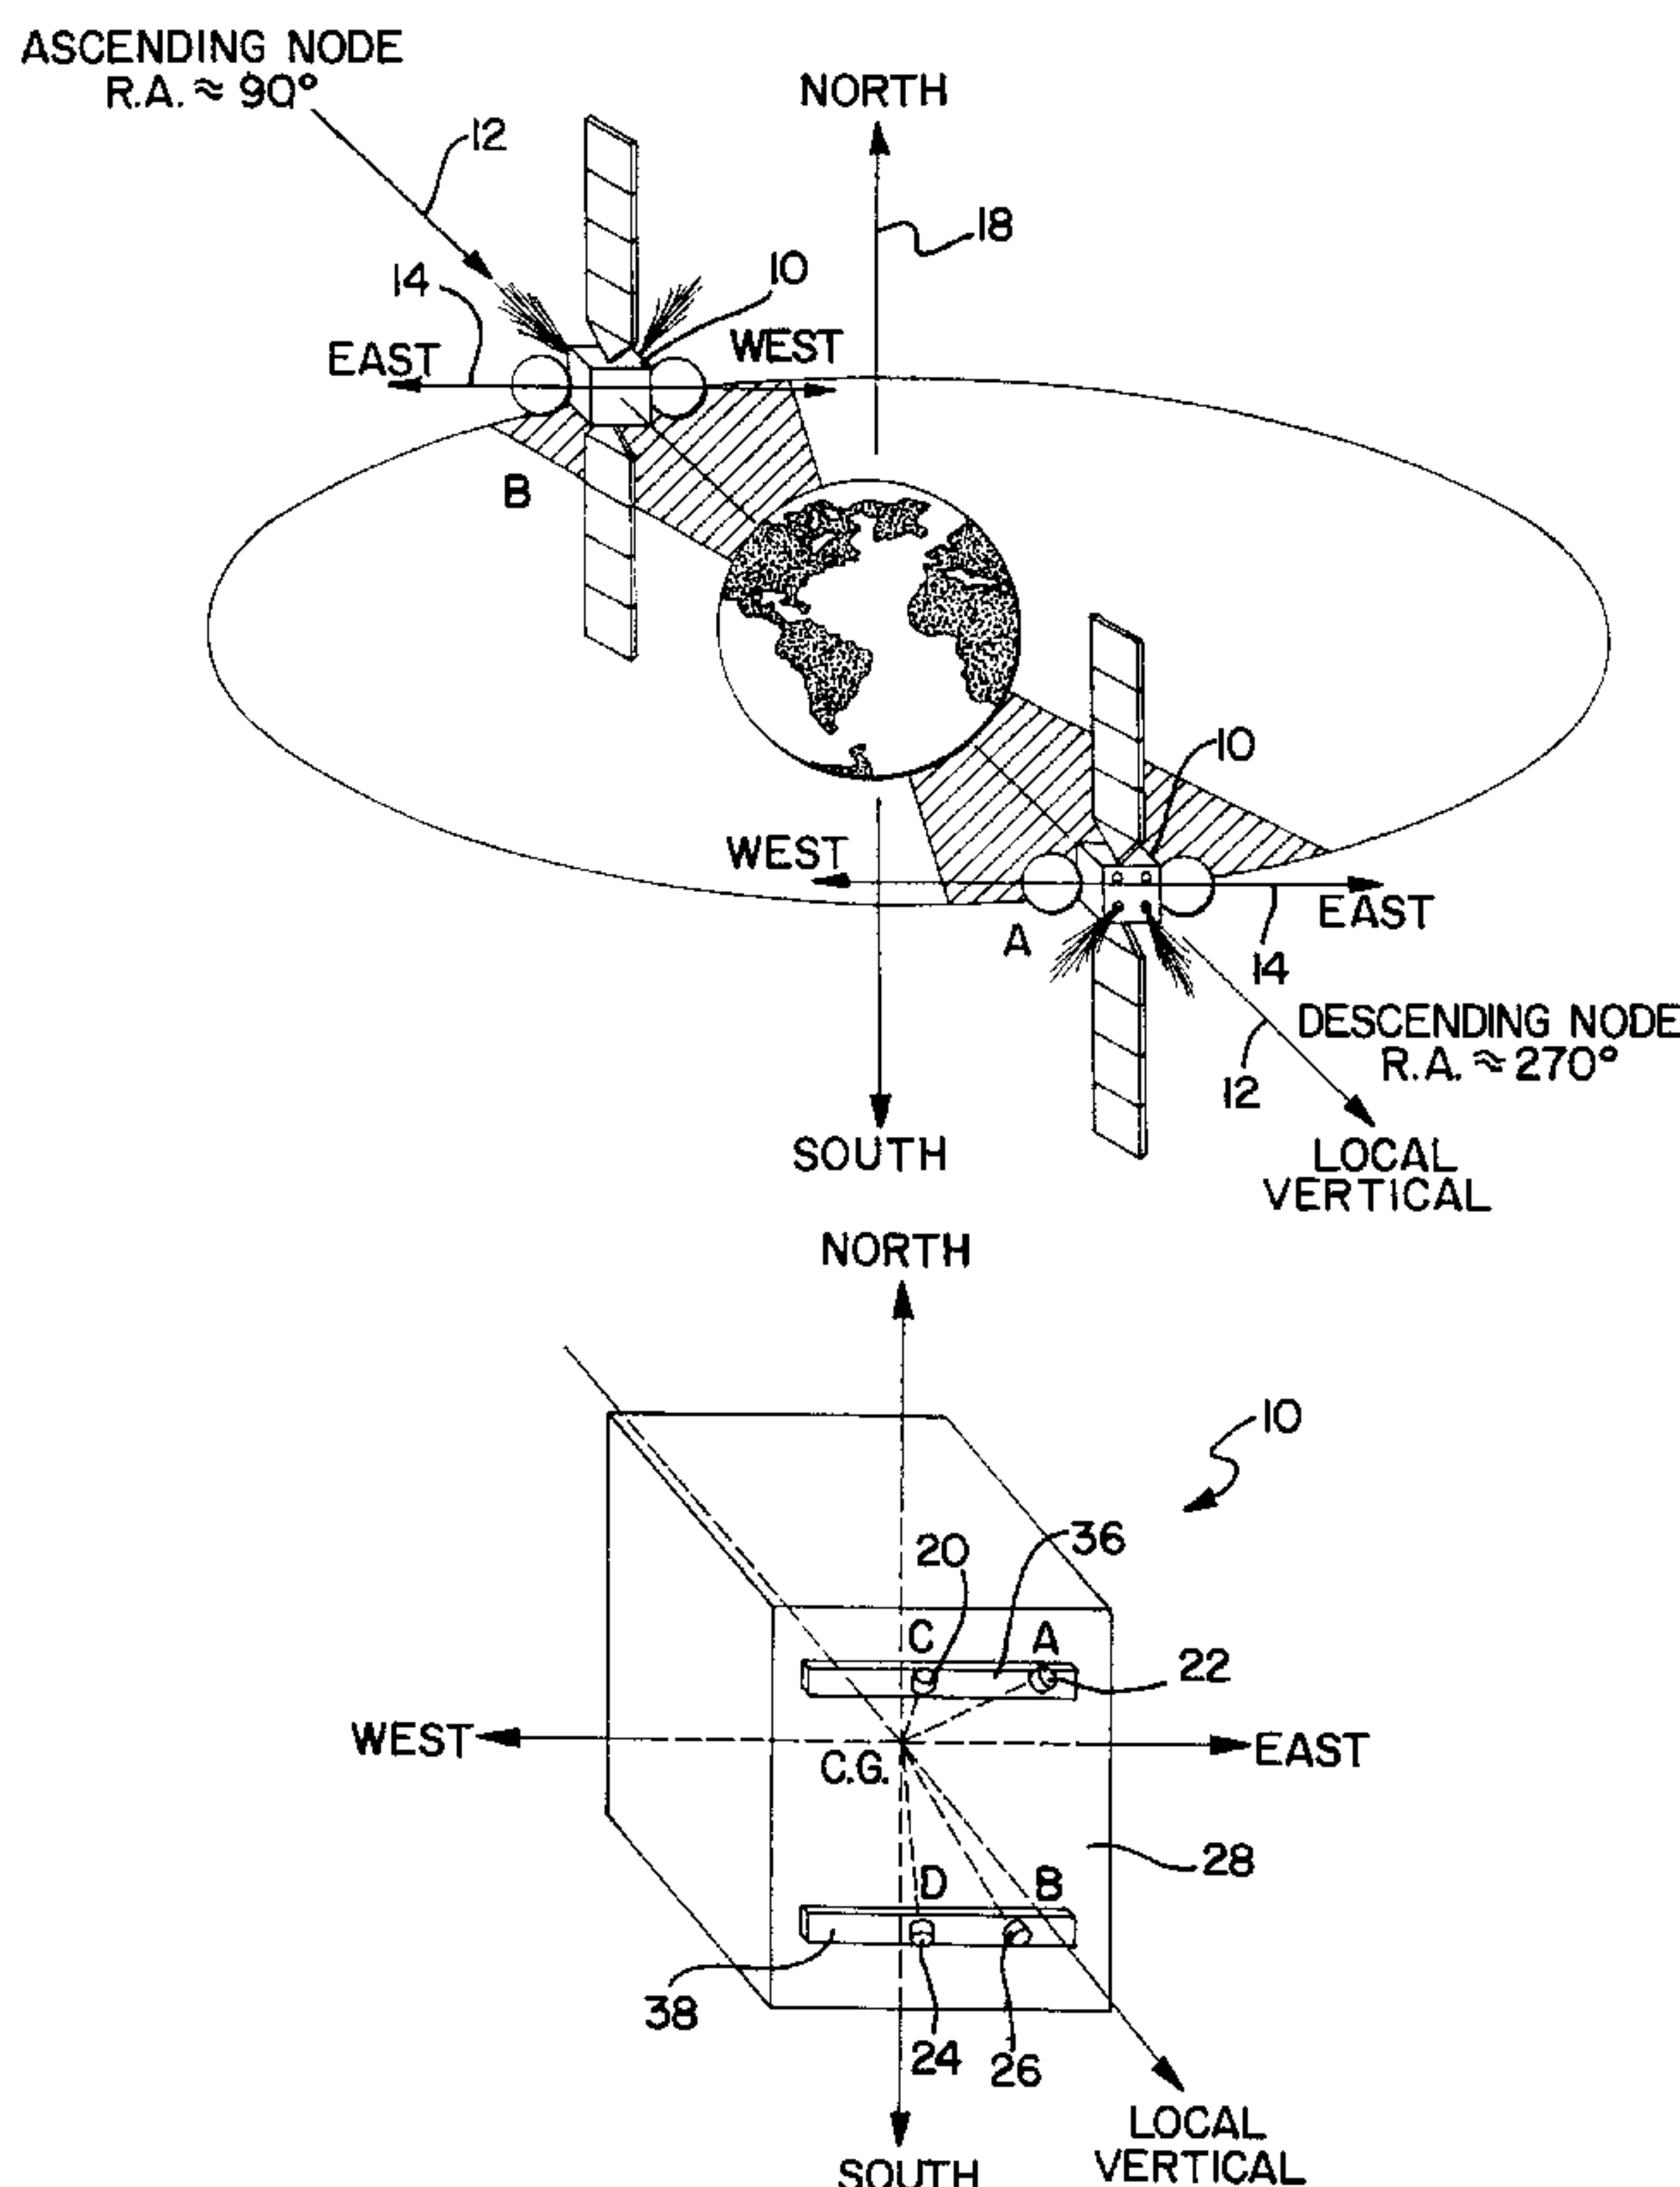 ASCENDING NODE
R.A. ≈ 90°
12
NORTH
18
14
10
EAST
WEST
B
10
WEST
EAST
A
14
DESCENDING NODE
R.A. ≈ 270°
12
SOUTH
LOCAL
VERTICAL
NORTH
10
36
20
C
A
22
WEST
EAST
C.G.
28
D
B
38
24
26
LOCAL
VERTICAL
SOUTH